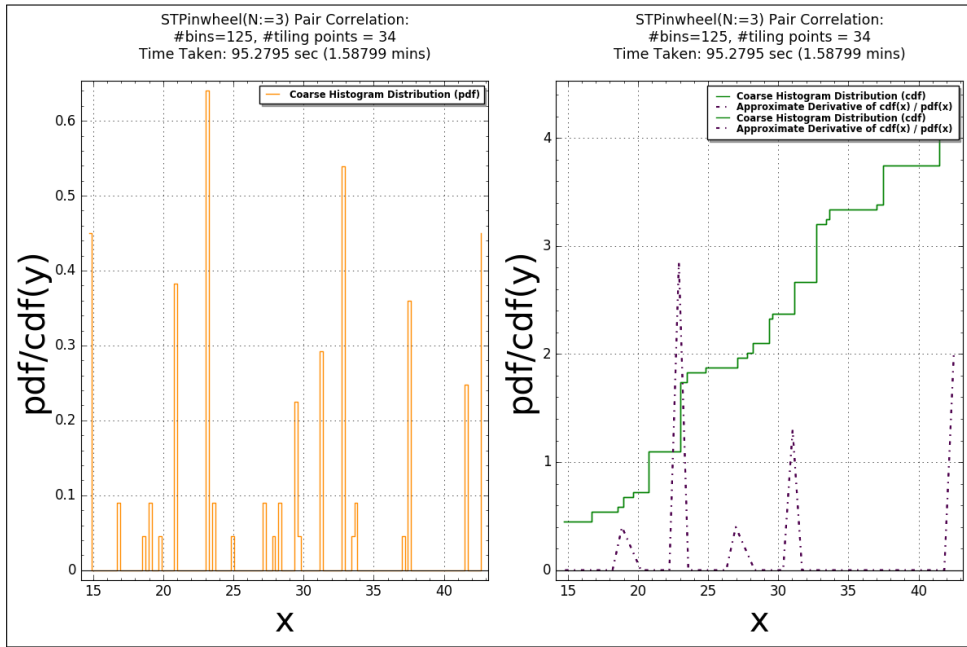 STPinwheel(N:=3) Pair Correlation:
#bins=125, #tiling points = 34
Time Taken: 95.2795 sec (1.58799 mins)
Coarse Histogram Distribution (pdf)
pdf/cdf(y)
0.6
0.5
0.4
0.3
0.2
0.1
0
15 20 25 30 35 40
x
STPinwheel(N:=3) Pair Correlation:
#bins=125, #tiling points = 34
Time Taken: 95.2795 sec (1.58799 mins)
Coarse Histogram Distribution (cdf)
Approximate Derivative of cdf(x) / pdf(x)
Coarse Histogram Distribution (cdf)
Approximate Derivative of cdf(x) / pdf(x)
pdf/cdf(y)
4
3
2
1
0
15 20 25 30 35 40
x